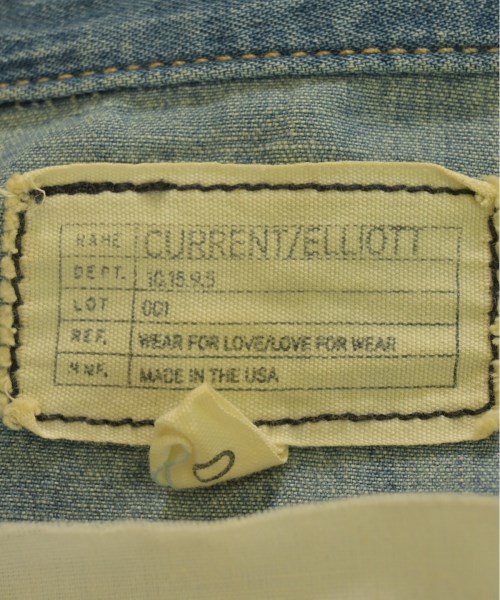 NAME CURRENT/ELLIOTT
DEPT. 10.15.9.5
LOT 001
REF. WEAR FOR LOVE/LOVE FOR WEAR
MNF. MADE IN THE USA
0